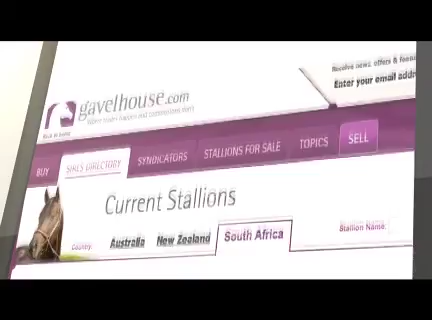 Receive news, offers &
Enter your email
gavelhouse.com
BUY
SIRES DIRECTORY
SYNDICATORS
STALLIONS FOR SALE
TOPICS
SELL
Current Stallions
Country:
Australia
New Zealand
South Africa
Stallion Name: